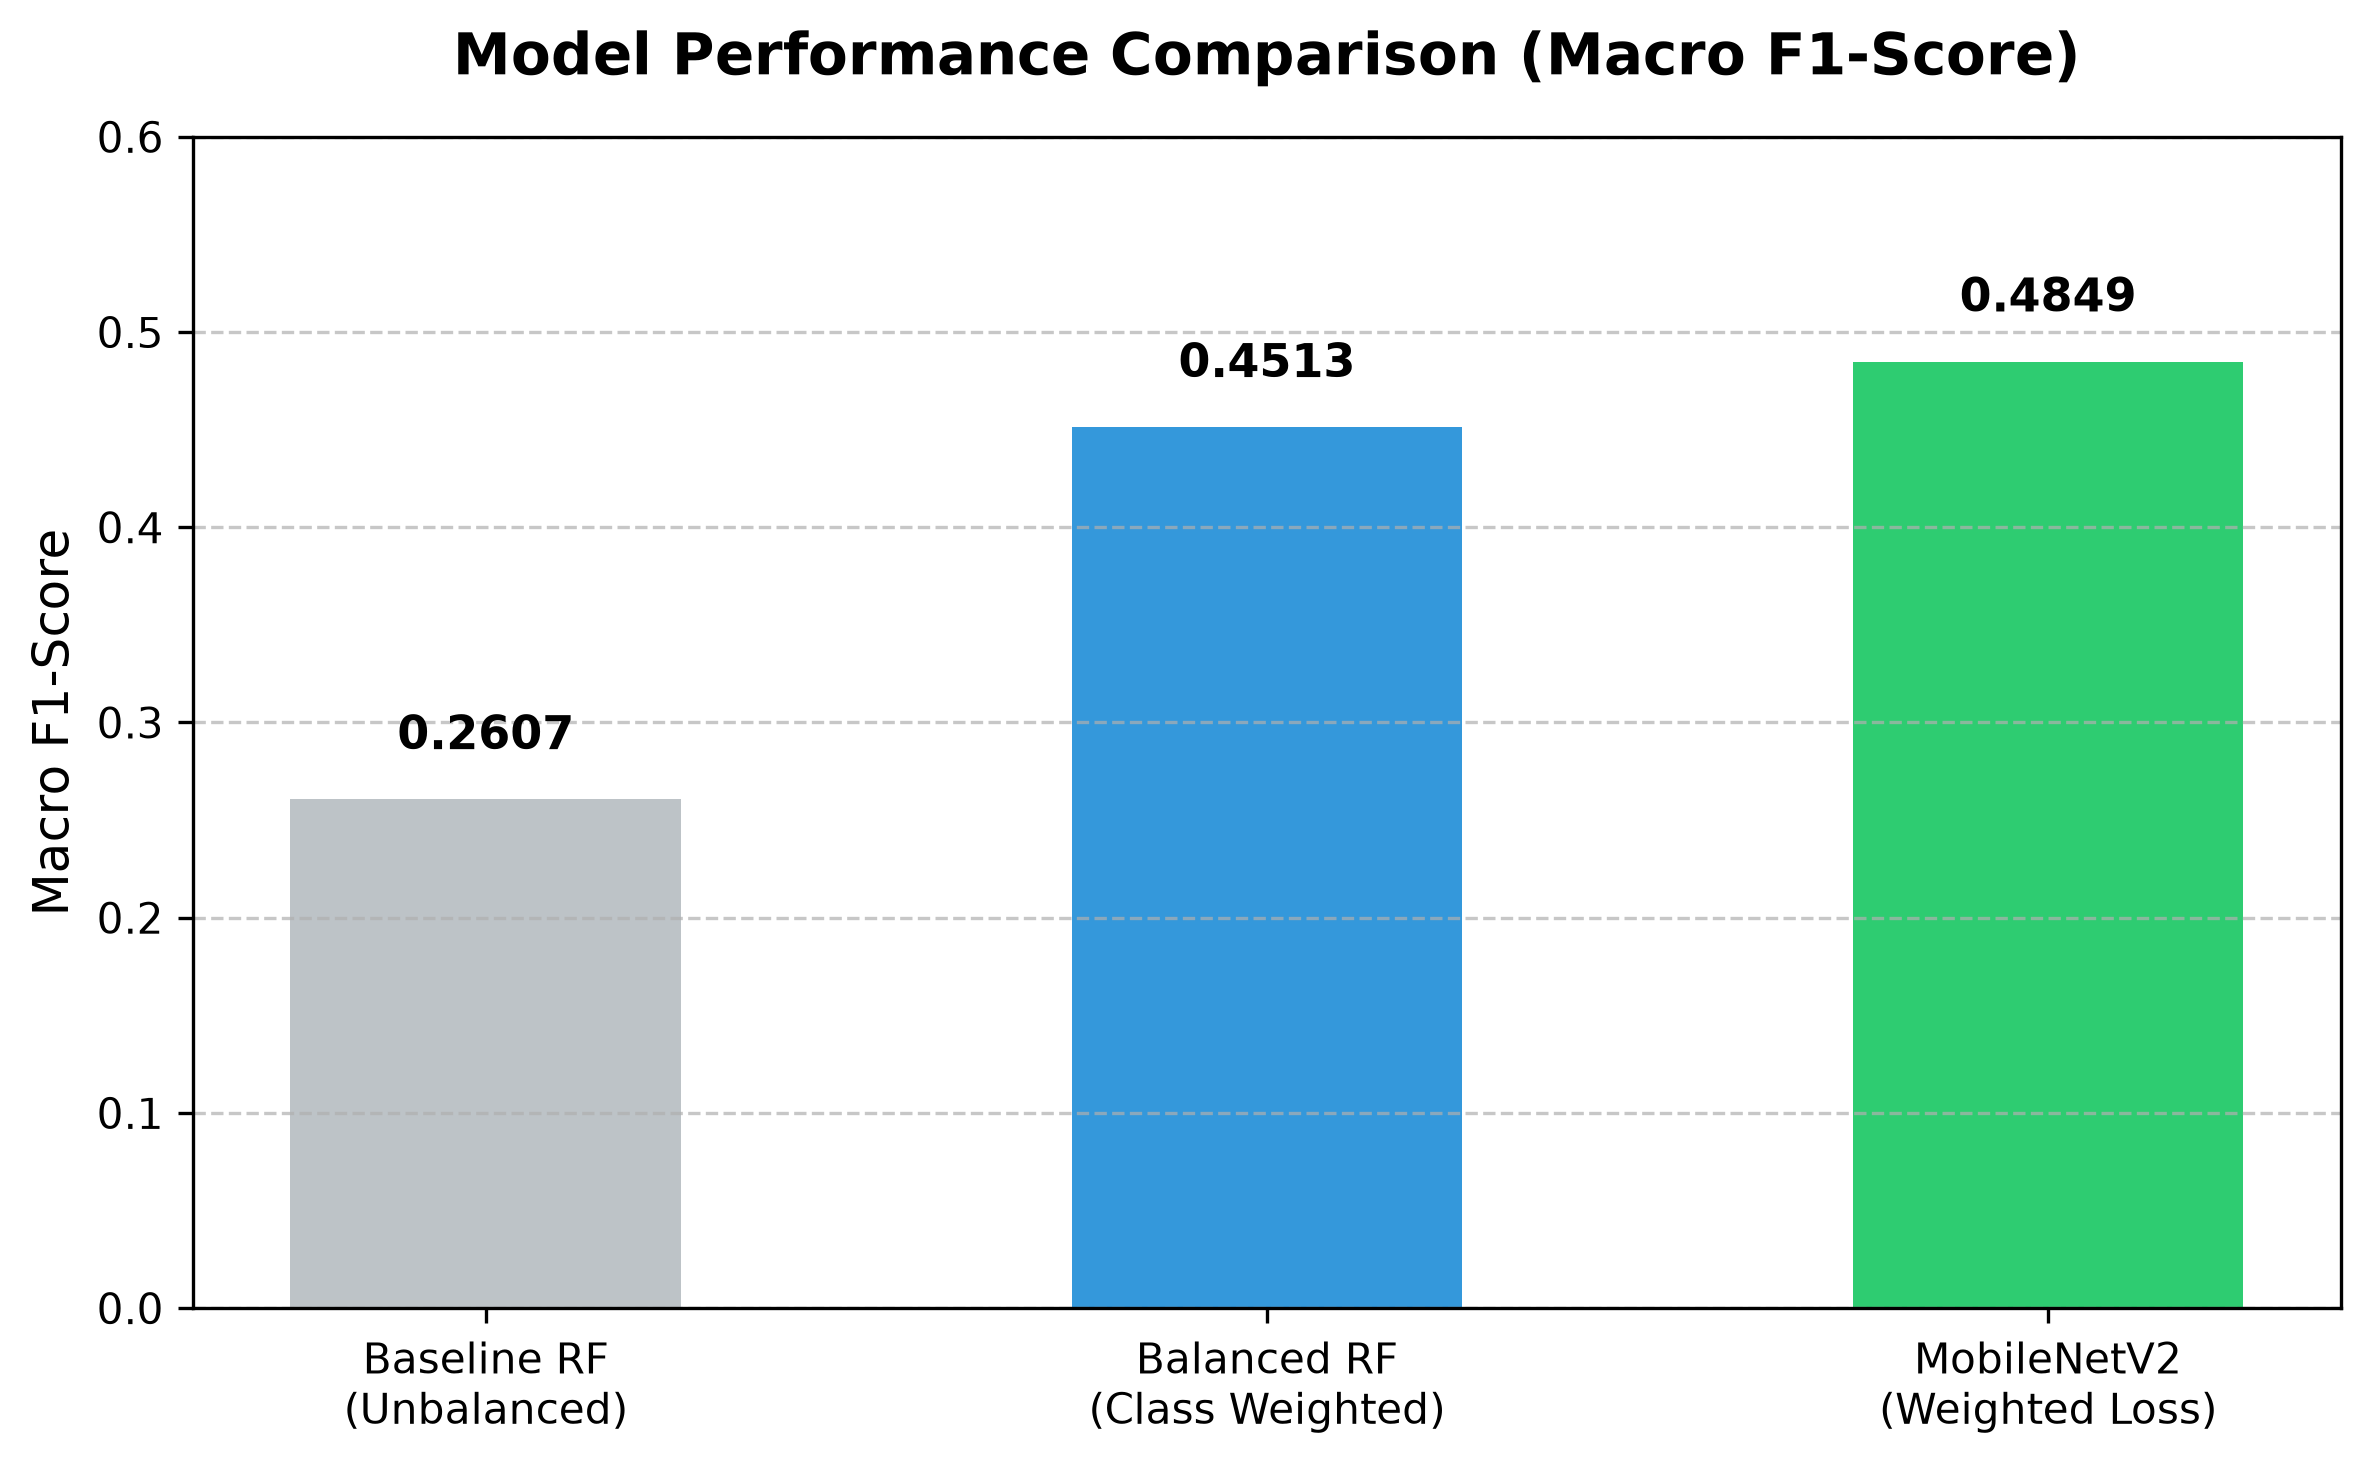 Model Performance Comparison (Macro F1-Score)
Macro F1-Score
0.6
0.5
0.4
0.3
0.2
0.1
0.0
0.2607
0.4513
0.4849
Baseline RF
(Unbalanced)
Balanced RF
(Class Weighted)
MobileNetV2
(Weighted Loss)